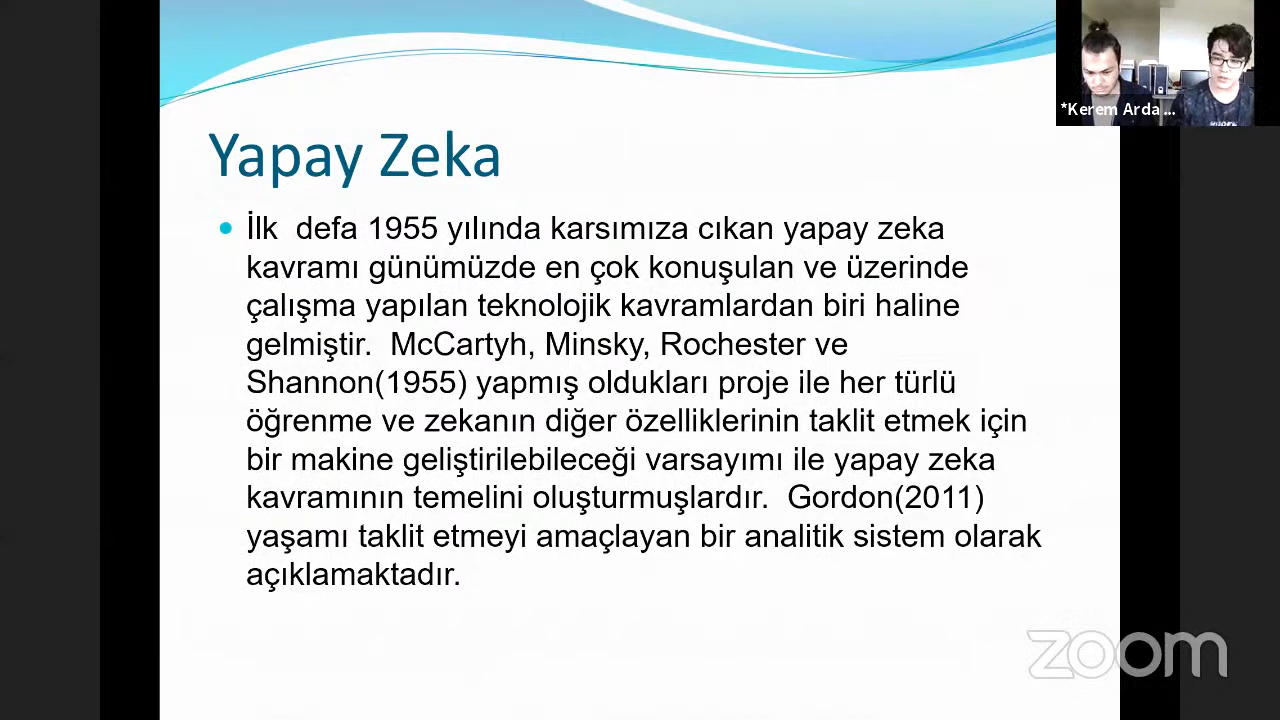 Yapay Zeka
İlk defa 1955 yılında karsımıza cıkan yapay zeka
kavramı günümüzde en çok konuşulan ve üzerinde
çalışma yapılan teknolojik kavramlardan biri haline
gelmiştir. McCartyh, Minsky, Rochester ve
Shannon(1955) yapmış oldukları proje ile her türlü
öğrenme ve zekanın diğer özelliklerinin taklit etmek için
bir makine geliştirilebileceği varsayımı ile yapay zeka
kavramının temelini oluşturmuşlardır. Gordon(2011)
yaşamı taklit etmeyi amaçlayan bir analitik sistem olarak
açıklamaktadır.
*Kerem Arda ...
zoom